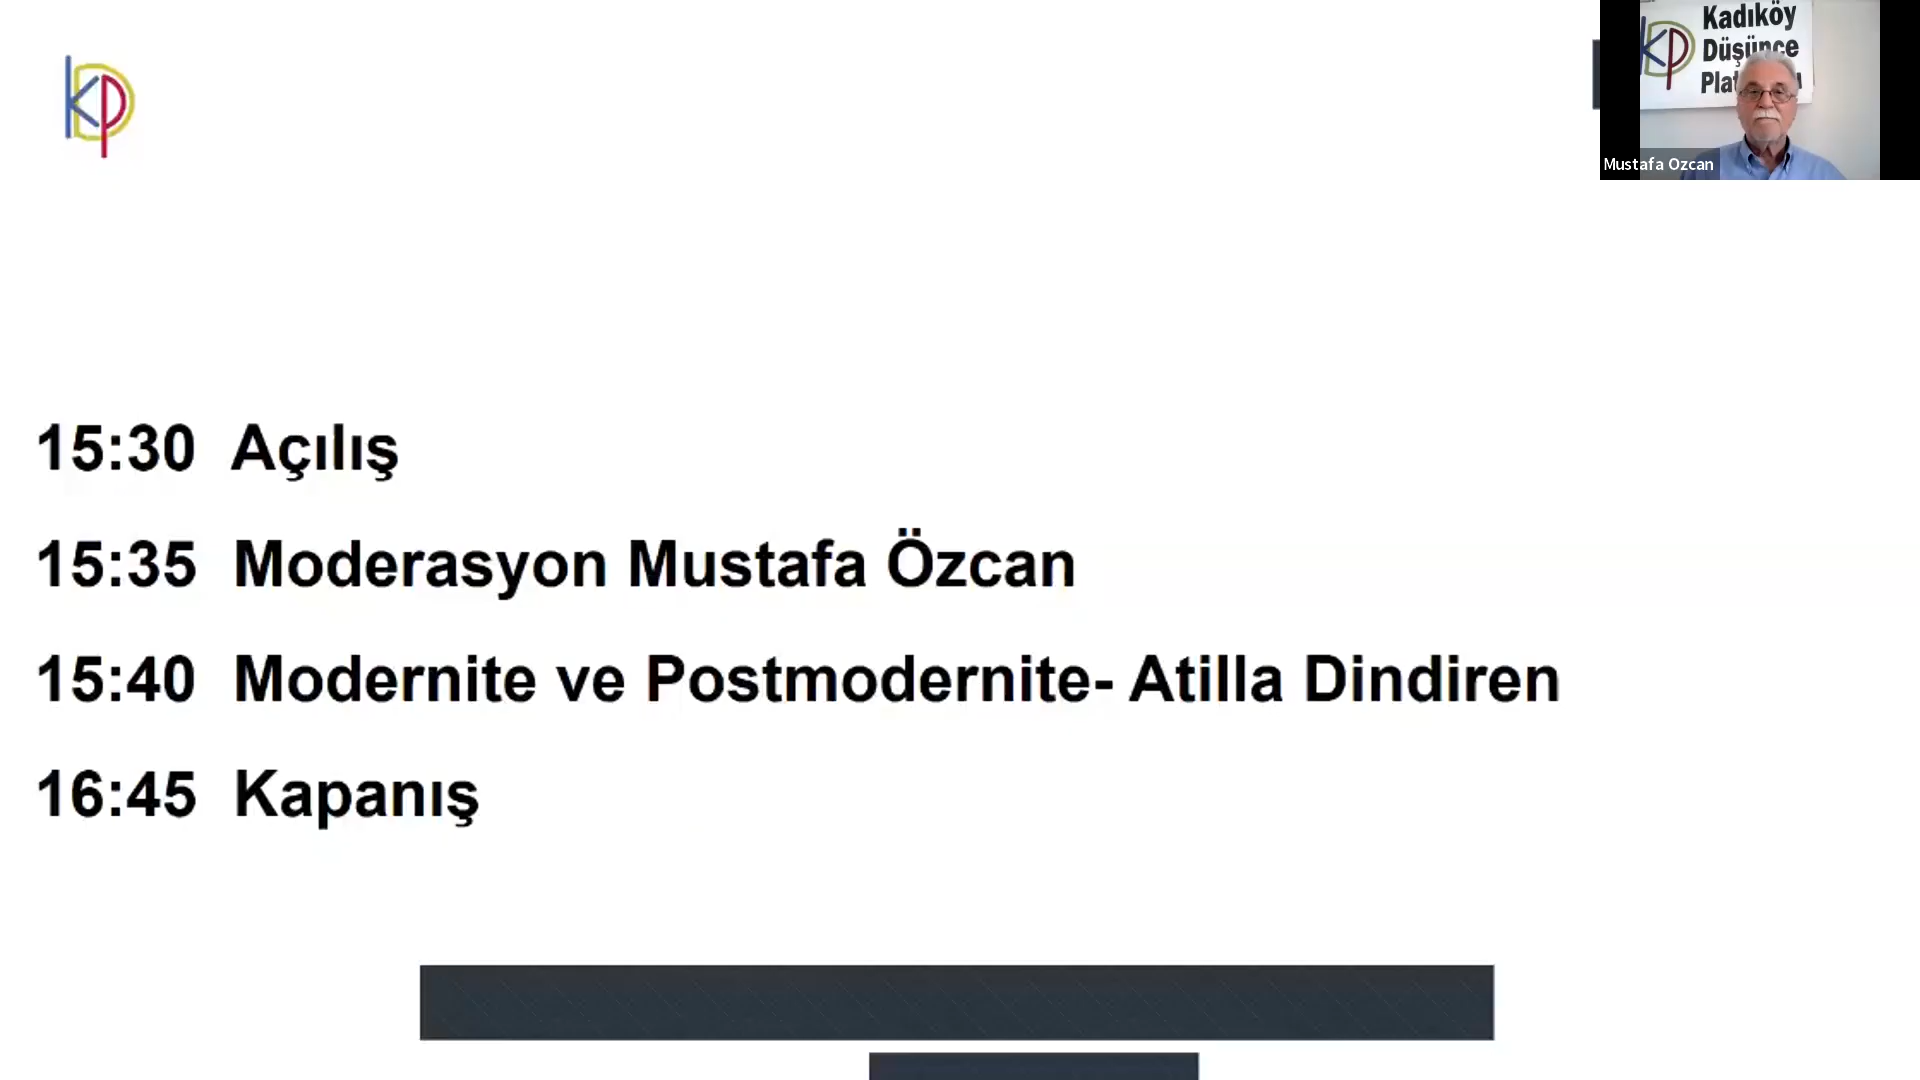 Kadıköy
Düşünce
Mustafa Ozcan
15:30 Açılış
15:35 Moderasyon Mustafa Özcan
15:40 Modernite ve Postmodernite- Atilla Dindiren
16:45 Kapanış